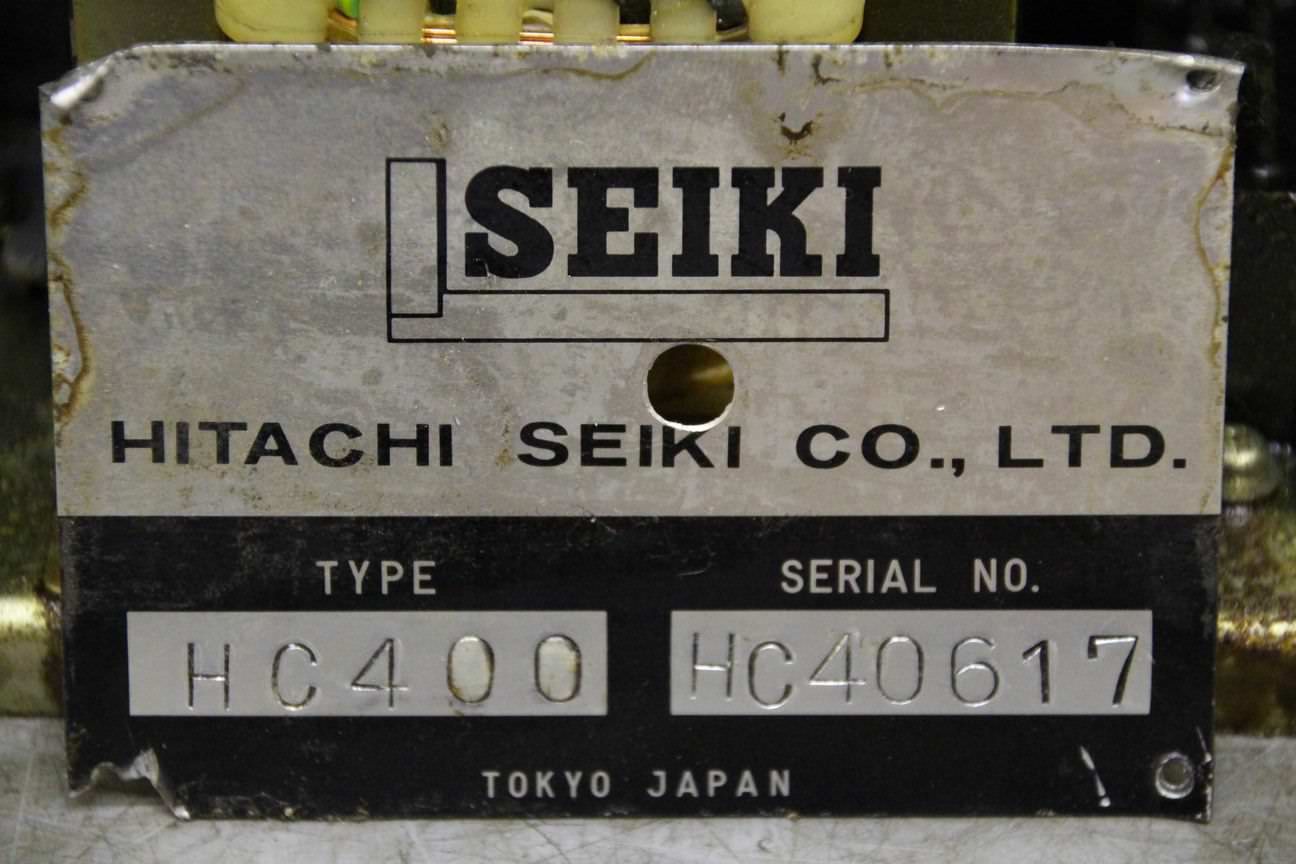 SEIKI
HITACHI SEIKI CO., LTD.
TYPE SERIAL NO.
HC400 HC40617
TOKYO JAPAN